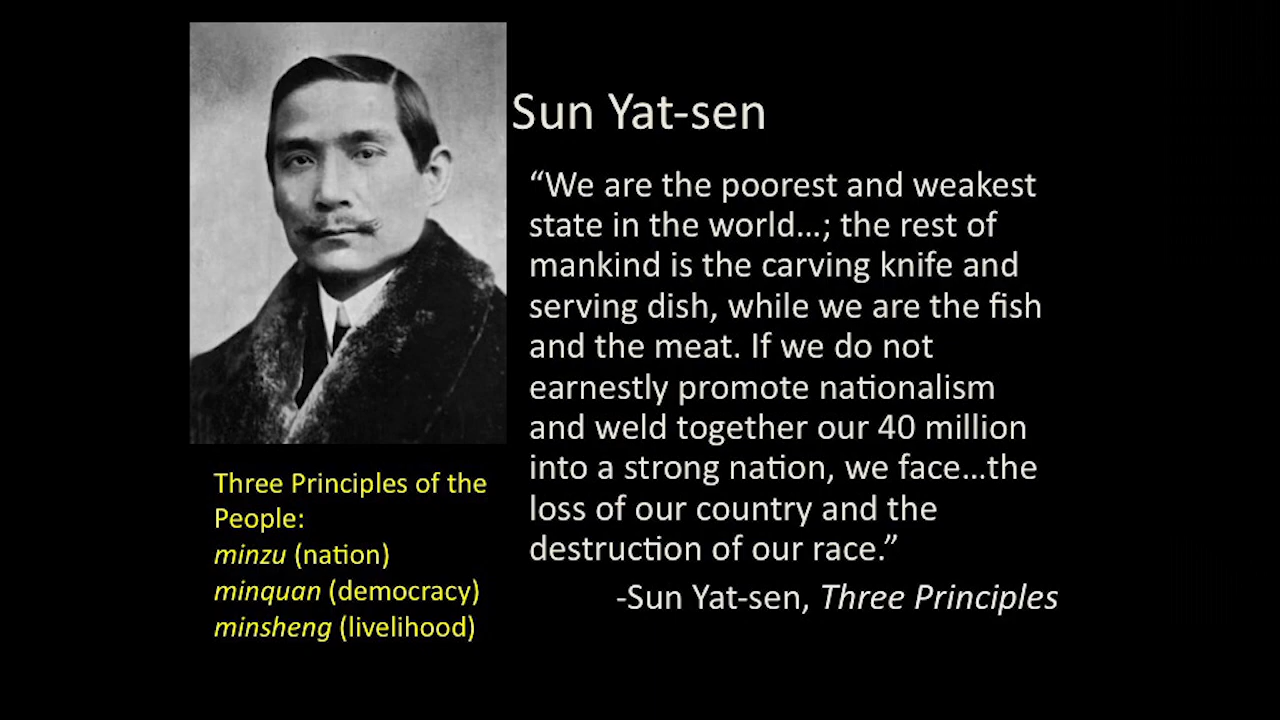 Sun Yat-sen
“We are the poorest and weakest
state in the world…; the rest of
mankind is the carving knife and
serving dish, while we are the fish
and the meat. If we do not
earnestly promote nationalism
and weld together our 40 million
into a strong nation, we face…the
loss of our country and the
destruction of our race.”
-Sun Yat-sen, Three Principles
Three Principles of the
People:
minzu (nation)
minquan (democracy)
minsheng (livelihood)